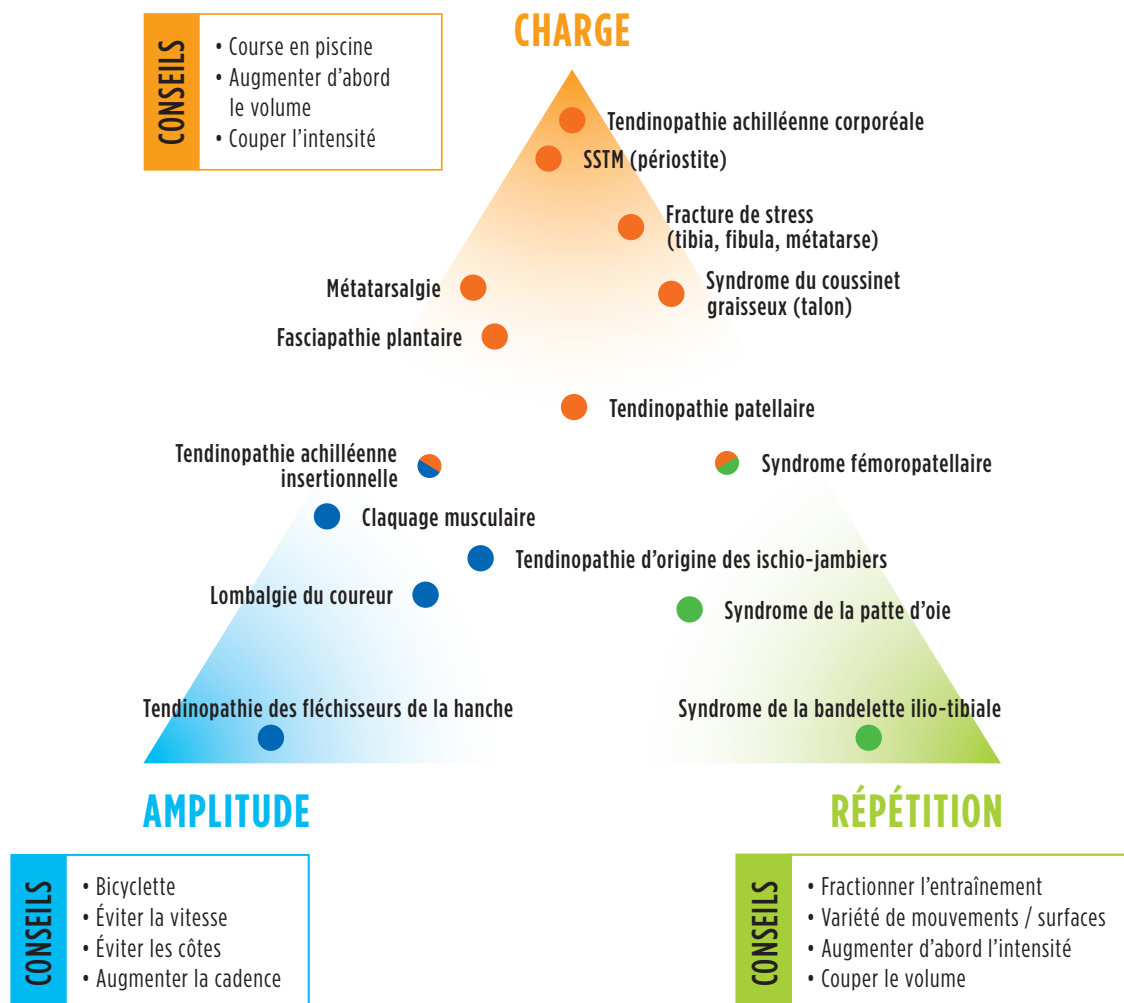 CHARGE
CONSEILS
• Course en piscine
• Augmenter d'abord
le volume
• Couper l'intensité
Tendinopathie achilléenne corporéale
SSTM (périostite)
Fracture de stress
(tibia, fibula, métatarse)
Métatarsalgie
Syndrome du coussinet
graisseux (talon)
Fasciapathie plantaire
Tendinopathie patellaire
Tendinopathie achilléenne
insertionnelle
Syndrome fémoropatellaire
Claquage musculaire
Tendinopathie d'origine des ischio-jambiers
Lombalgie du coureur
Syndrome de la patte d'oie
Tendinopathie des fléchisseurs de la hanche
Syndrome de la bandelette ilio-tibiale
AMPLITUDE
RÉPÉTITION
CONSEILS
• Bicyclette
• Éviter la vitesse
• Éviter les côtes
• Augmenter la cadence
CONSEILS
• Fractionner l'entraînement
• Variété de mouvements / surfaces
• Augmenter d'abord l'intensité
• Couper le volume